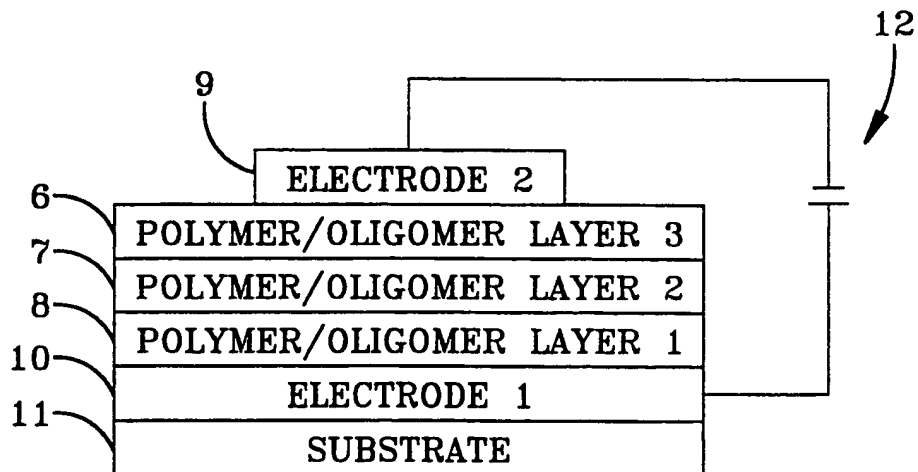 12
9
ELECTRODE 2
6 POLYMER/OLIGOMER LAYER 3
7 POLYMER/OLIGOMER LAYER 2
8 POLYMER/OLIGOMER LAYER 1
10 ELECTRODE 1
11 SUBSTRATE